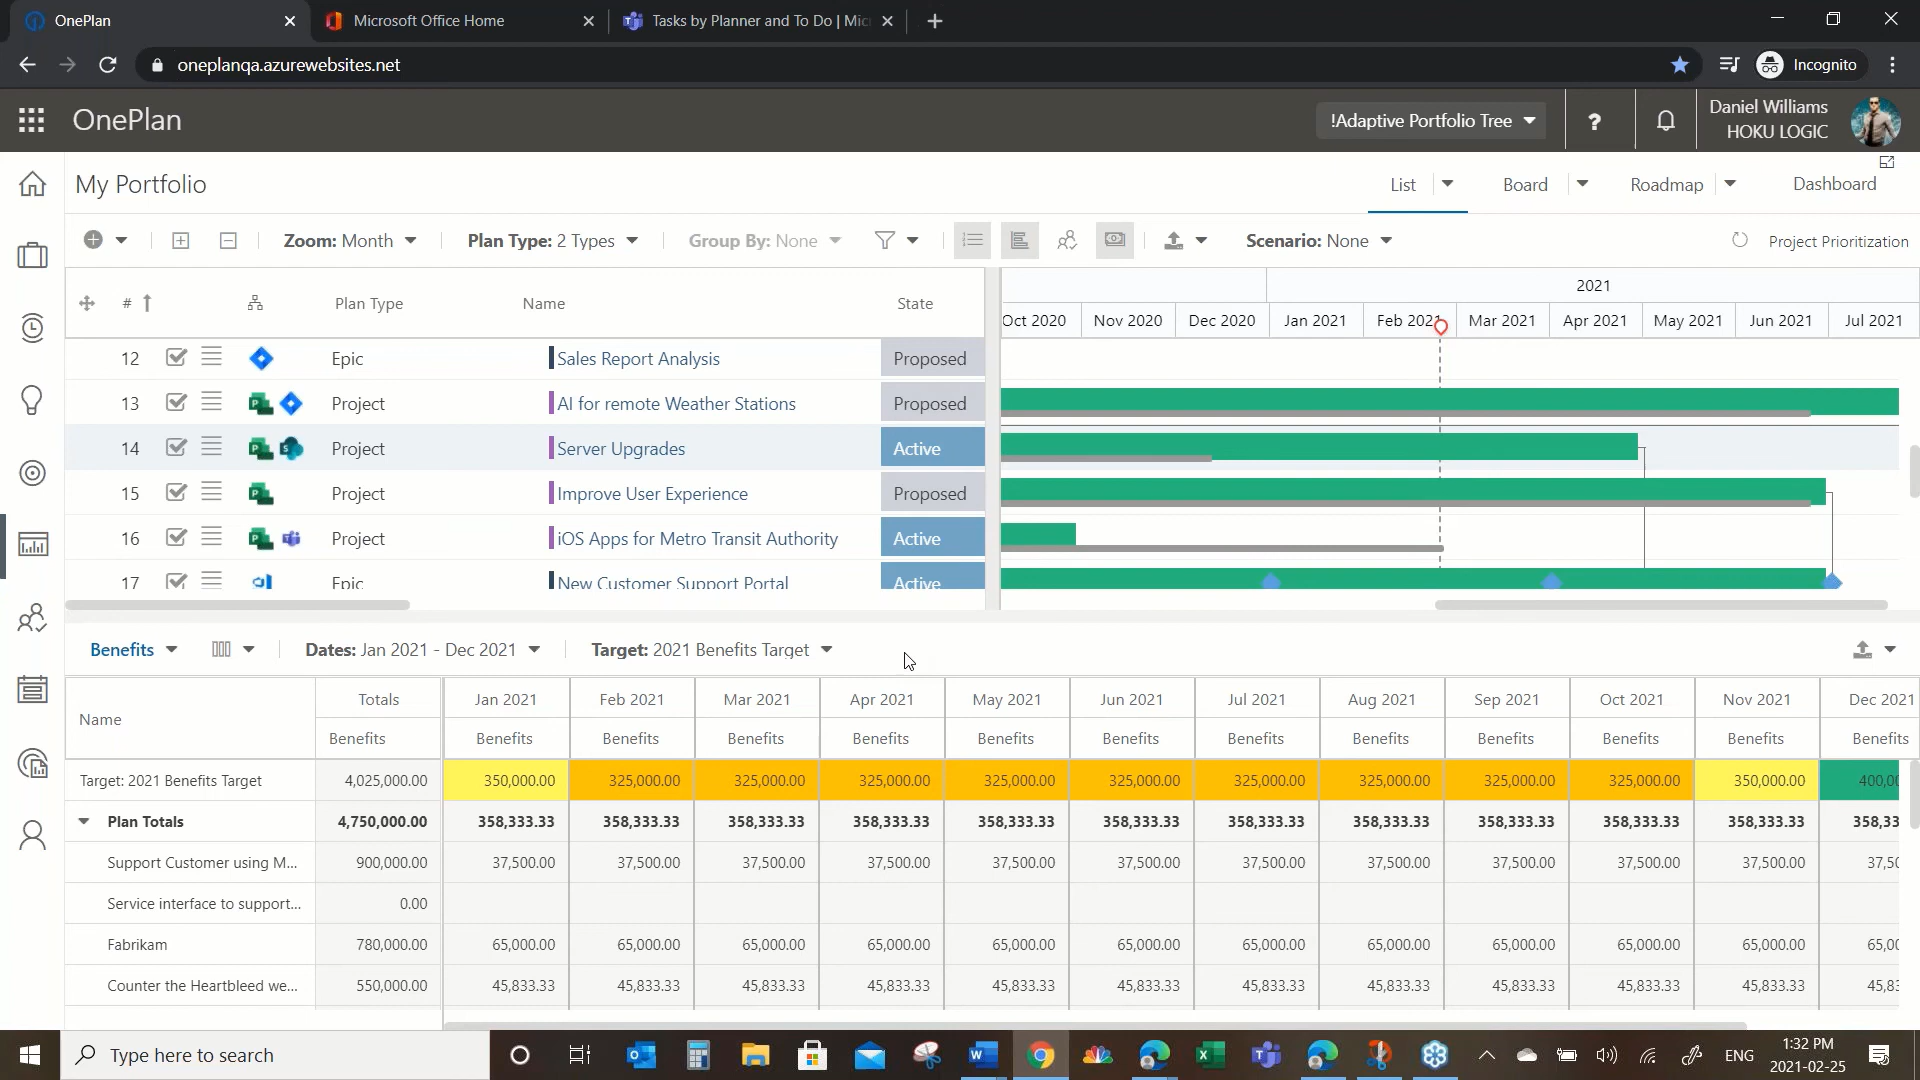 OnePlan
Microsoft Office Home
Tasks by Planner and To Do | Mic
oneplanqa.azurewebsites.net
Incognito
OnePlan
!Adaptive Portfolio Tree
?
Daniel Williams
HOKU LOGIC
My Portfolio
List
Board
Roadmap
Dashboard
Zoom: Month
Plan Type: 2 Types
Group By: None
Scenario: None
Project Prioritization
# Plan Type Name State
2021
Oct 2020 Nov 2020 Dec 2020 Jan 2021 Feb 2021 Mar 2021 Apr 2021 May 2021 Jun 2021 Jul 2021
12 Epic Sales Report Analysis Proposed
13 Project AI for remote Weather Stations Proposed
14 Project Server Upgrades Active
15 Project Improve User Experience Proposed
16 Project iOS Apps for Metro Transit Authority Active
17 Epic New Customer Support Portal Active
Benefits
Dates: Jan 2021 - Dec 2021
Target: 2021 Benefits Target
Name Totals Jan 2021 Feb 2021 Mar 2021 Apr 2021 May 2021 Jun 2021 Jul 2021 Aug 2021 Sep 2021 Oct 2021 Nov 2021 Dec 2021
Benefits Benefits Benefits Benefits Benefits Benefits Benefits Benefits Benefits Benefits Benefits Benefits Benefits
Target: 2021 Benefits Target 4,025,000.00 350,000.00 325,000.00 325,000.00 325,000.00 325,000.00 325,000.00 325,000.00 325,000.00 325,000.00 325,000.00 350,000.00 400,00
Plan Totals 4,750,000.00 358,333.33 358,333.33 358,333.33 358,333.33 358,333.33 358,333.33 358,333.33 358,333.33 358,333.33 358,333.33 358,333.33 358,33
Support Customer using M... 900,000.00 37,500.00 37,500.00 37,500.00 37,500.00 37,500.00 37,500.00 37,500.00 37,500.00 37,500.00 37,500.00 37,500.00 37,50
Service interface to support... 0.00
Fabrikam 780,000.00 65,000.00 65,000.00 65,000.00 65,000.00 65,000.00 65,000.00 65,000.00 65,000.00 65,000.00 65,000.00 65,000.00 65,00
Counter the Heartbleed we... 550,000.00 45,833.33 45,833.33 45,833.33 45,833.33 45,833.33 45,833.33 45,833.33 45,833.33 45,833.33 45,833.33 45,833.33 45,83
Type here to search
ENG
1:32 PM
2021-02-25